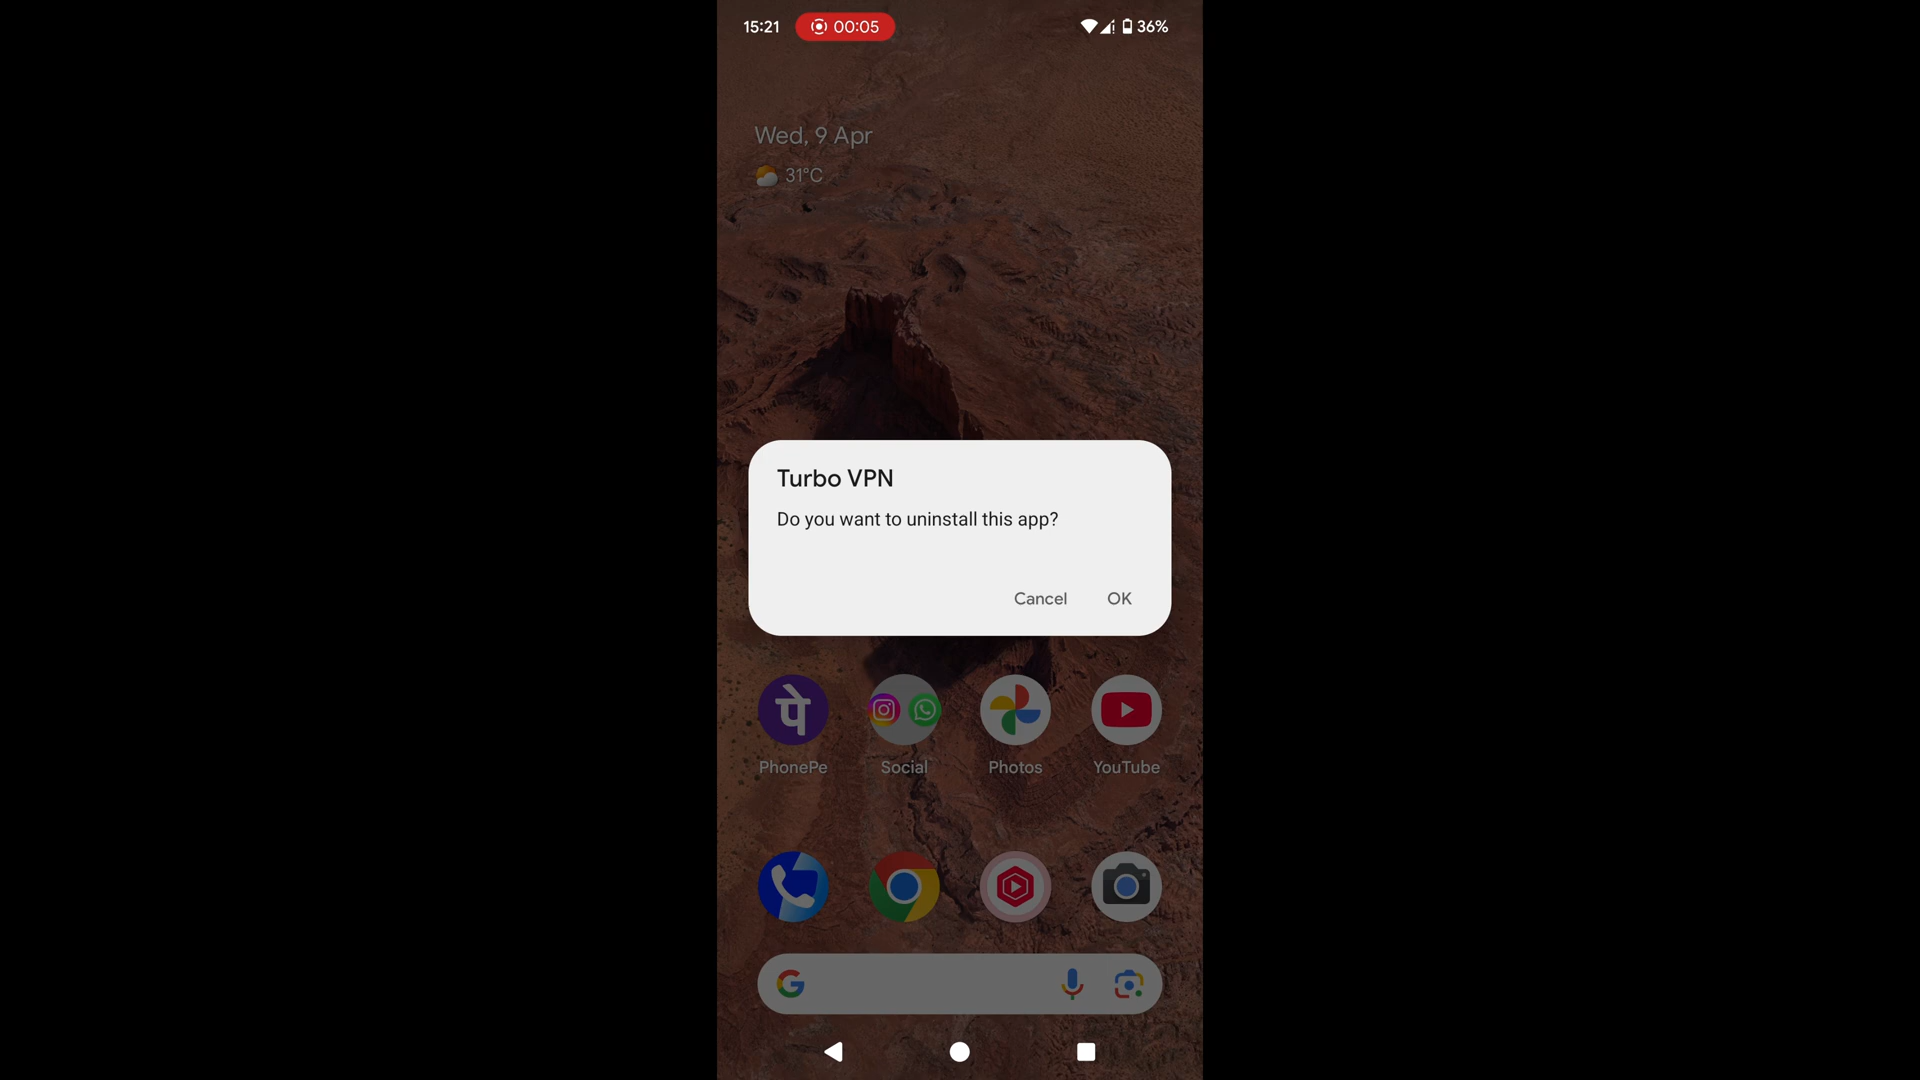 15:21 00:05 36%
Wed, 9 Apr
31°C
Turbo VPN
Do you want to uninstall this app?
Cancel OK
पे
PhonePe Social Photos YouTube
G